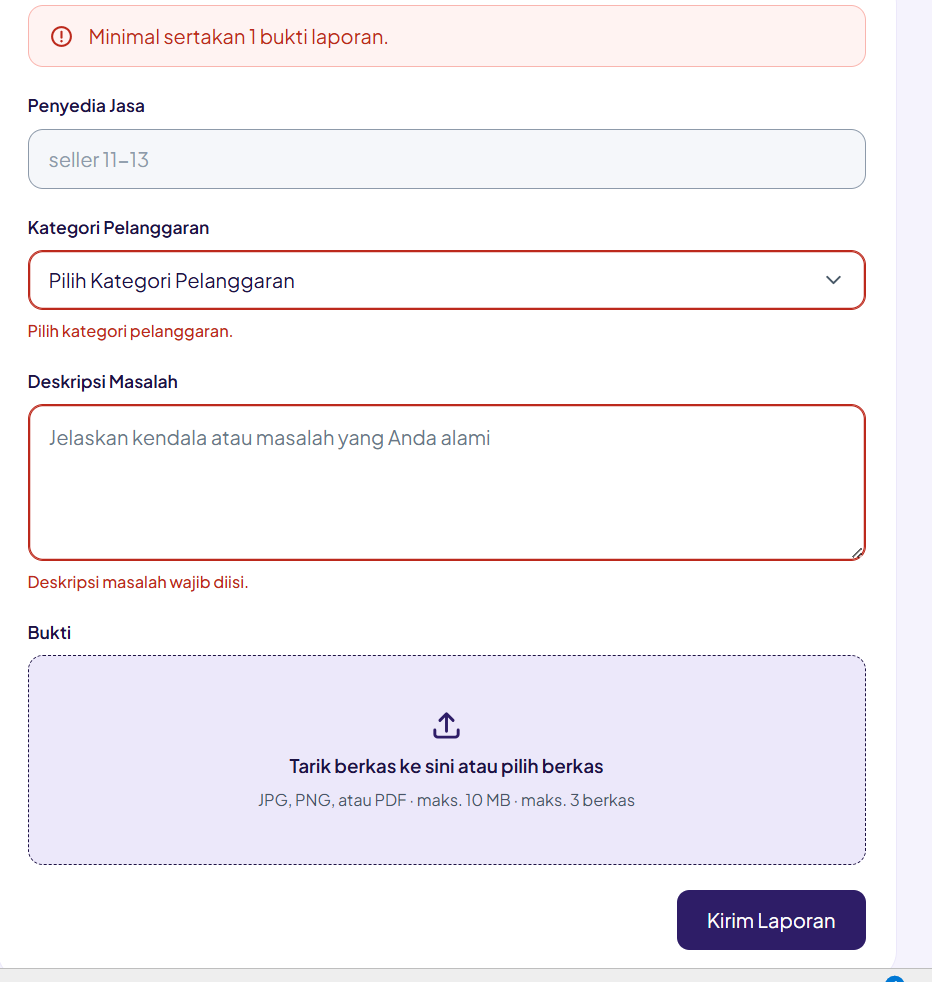 Minimal sertakan 1 bukti laporan.
Penyedia Jasa
seller 11-13
Kategori Pelanggaran
Pilih Kategori Pelanggaran
Pilih kategori pelanggaran.
Deskripsi Masalah
Jelaskan kendala atau masalah yang Anda alami
Deskripsi masalah wajib diisi.
Bukti
Tarik berkas ke sini atau pilih berkas
JPG, PNG, atau PDF · maks. 10 MB · maks. 3 berkas
Kirim Laporan